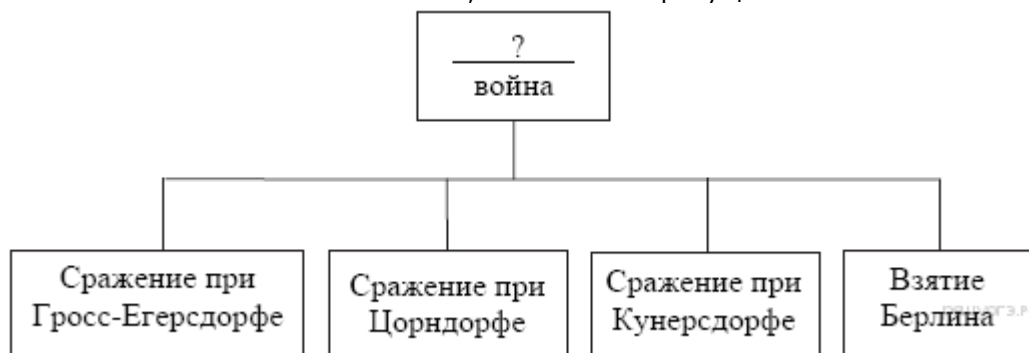 ?
война
Сражение при
Гросс-Егерсдорфе
Сражение при
Цорндорфе
Сражение при
Кунерсдорфе
Взятие
Берлина